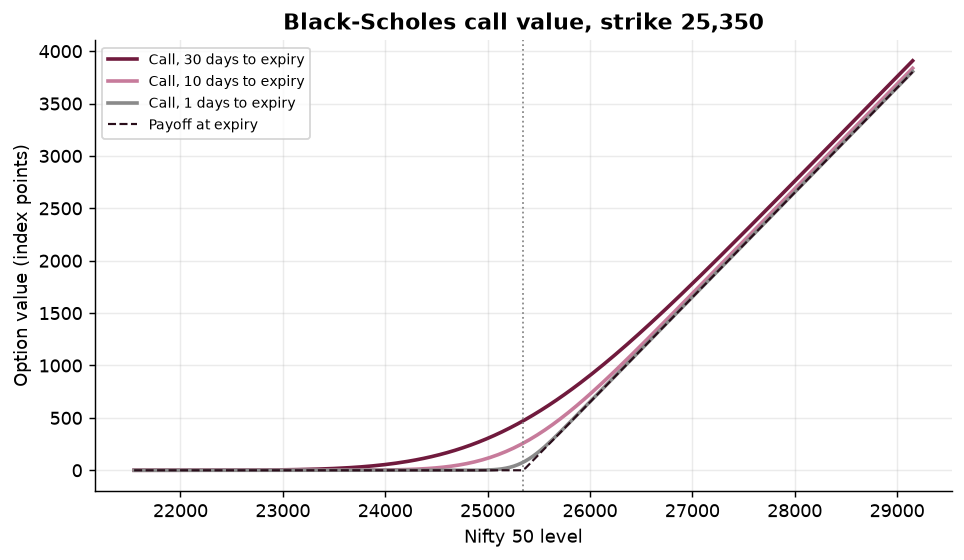 Black-Scholes call value, strike 25,350
4000
3500
3000
2500
2000
1500
1000
500
0
Option value (index points)
Call, 30 days to expiry
Call, 10 days to expiry
Call, 1 days to expiry
Payoff at expiry
22000 23000 24000 25000 26000 27000 28000 29000
Nifty 50 level